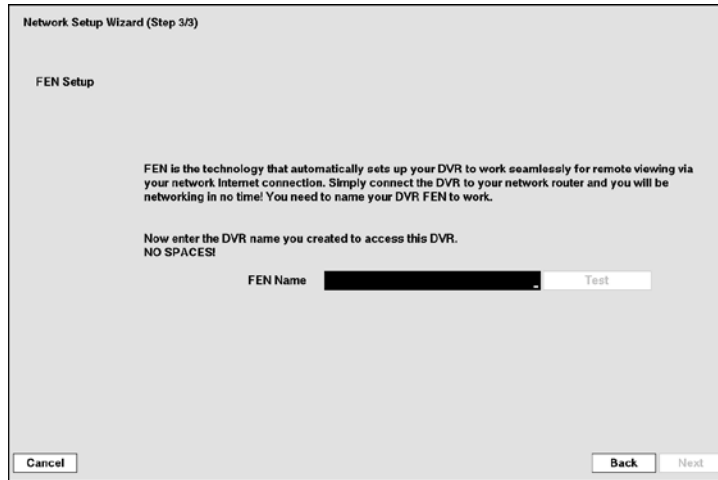 Network Setup Wizard (Step 3/3)
FEN Setup
FEN is the technology that automatically sets up your DVR to work seamlessly for remote viewing via
your network Internet connection. Simply connect the DVR to your network router and you will be
networking in no time! You need to name your DVR FEN to work.
Now enter the DVR name you created to access this DVR.
NO SPACES!
FEN Name _ Test
Cancel Back Next